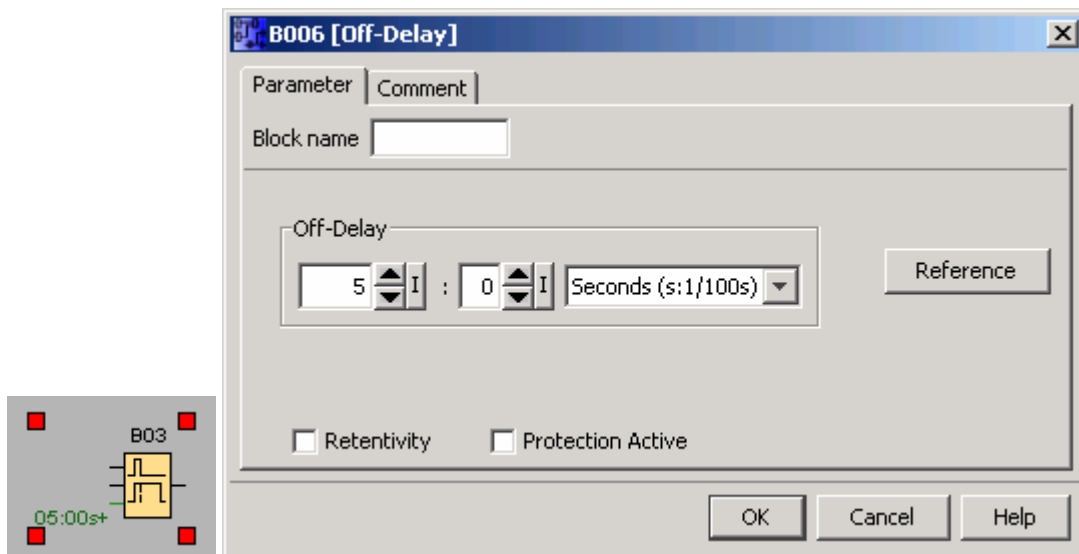 B006 [Off-Delay]
Parameter
Comment
Block name
Off-Delay
5 I : 0 I Seconds (s:1/100s)
Reference
Retentivity
Protection Active
OK
Cancel
Help
B03
05:00s+